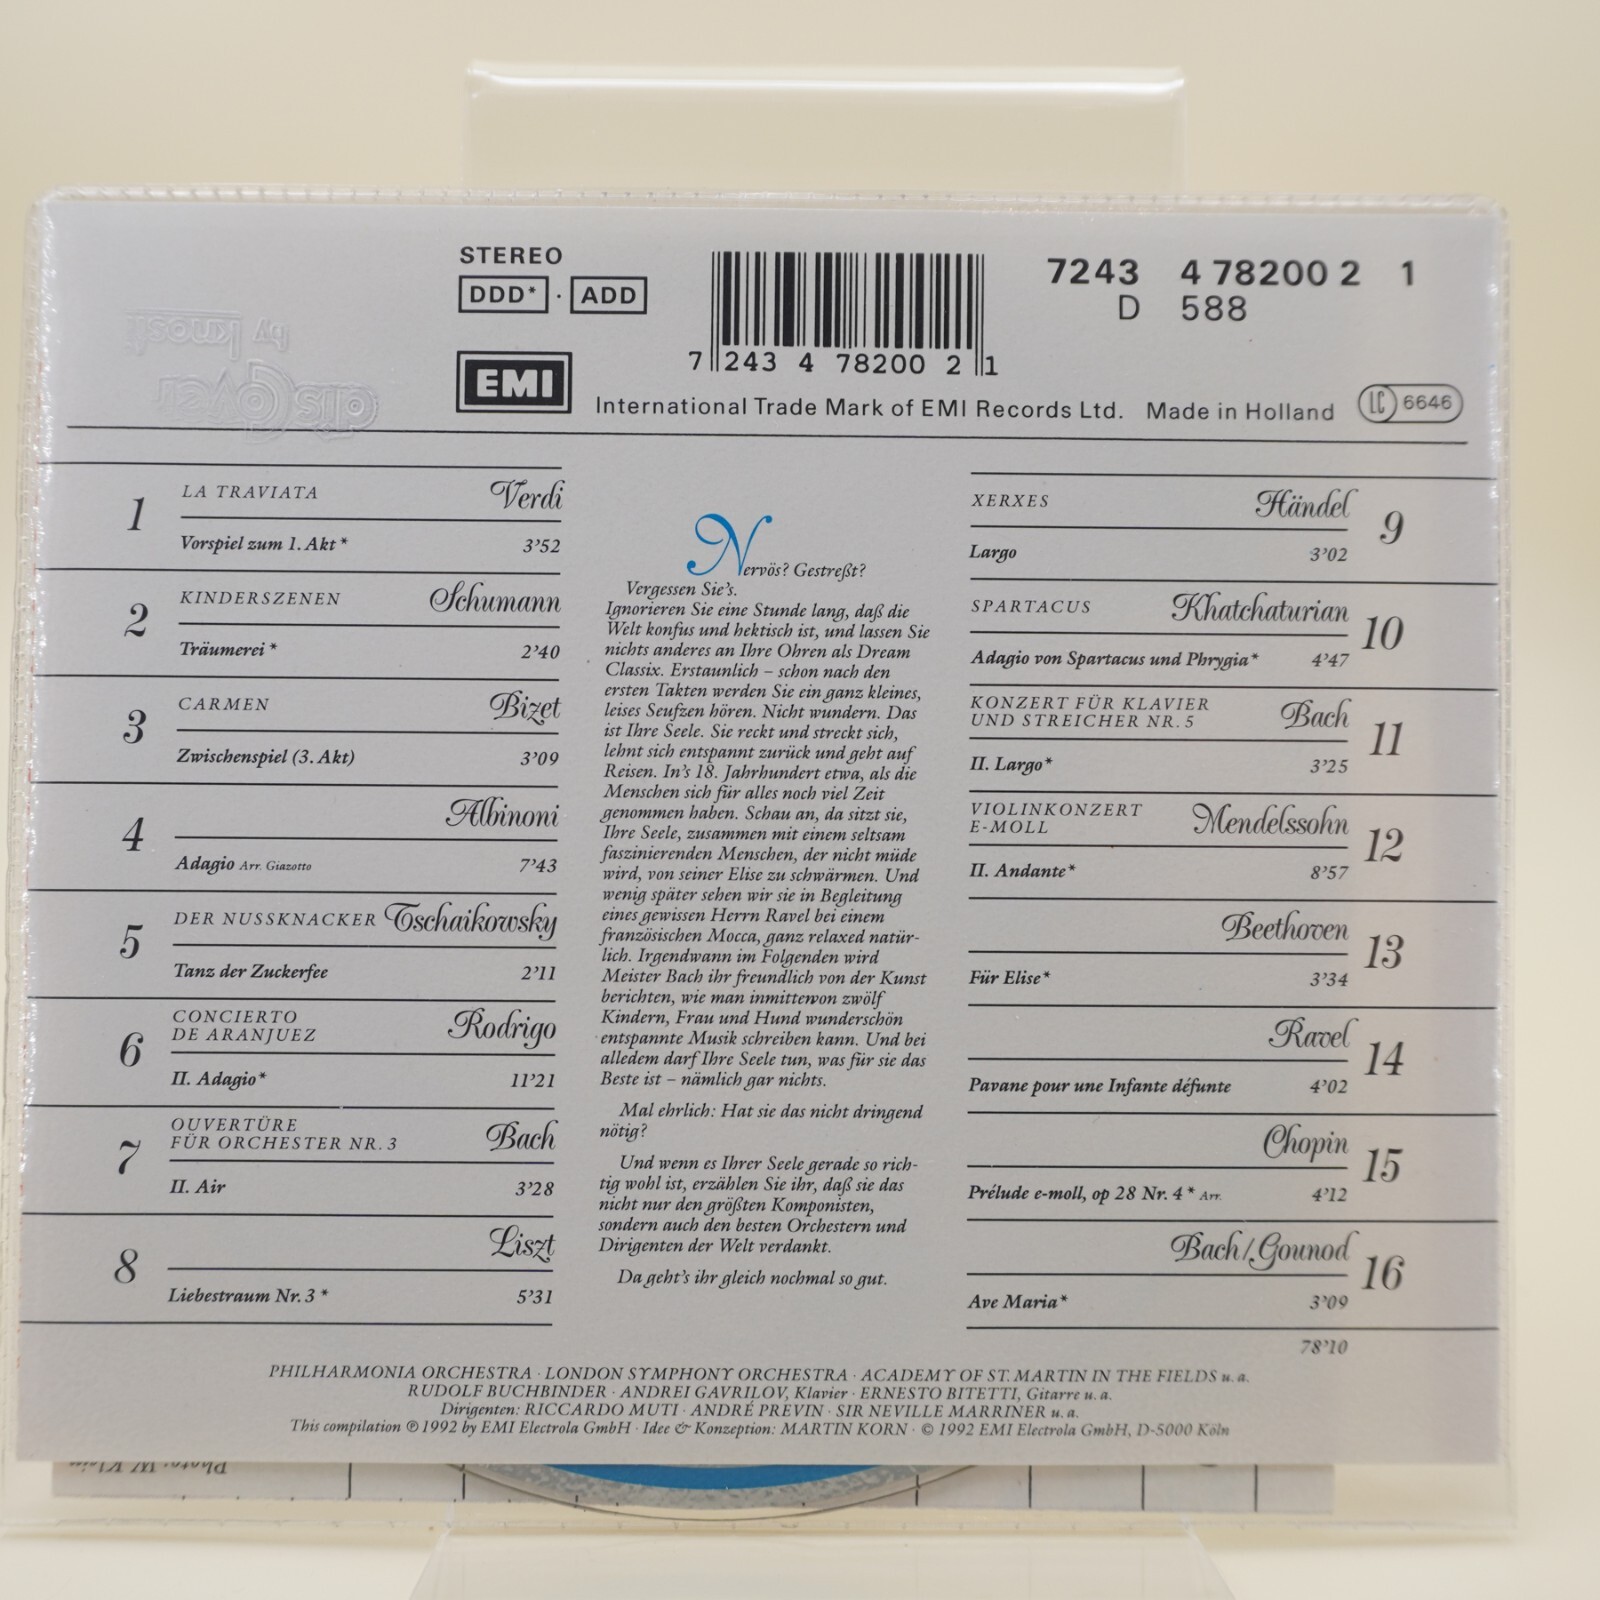 STEREO
DDD* · ADD
7 243 4 78200 2 1
7243 4 78200 2 1
D 588
EMI
International Trade Mark of EMI Records Ltd. Made in Holland LC 6646
disCover
by knosti
1
LA TRAVIATA Verdi
Vorspiel zum 1. Akt* 3'52
2
KINDERSZENEN Schumann
Träumerei* 2'40
3
CARMEN Bizet
Zwischenspiel (3. Akt) 3'09
4
Albinoni
Adagio Arr. Giazotto 7'43
5
DER NUSSKNACKER Tschaikowsky
Tanz der Zuckerfee 2'11
6
CONCIERTO
DE ARANJUEZ Rodrigo
II. Adagio* 11'21
7
OUVERTÜRE
FÜR ORCHESTER NR. 3 Bach
II. Air 3'28
8
Liszt
Liebestraum Nr. 3* 5'31
Nervös? Gestreßt?
Vergessen Sie's.
Ignorieren Sie eine Stunde lang, daß die
Welt konfus und hektisch ist, und lassen Sie
nichts anderes an Ihre Ohren als Dream
Classix. Erstaunlich – schon nach den
ersten Takten werden Sie ein ganz kleines,
leises Seufzen hören. Nicht wundern. Das
ist Ihre Seele. Sie reckt und streckt sich,
lehnt sich entspannt zurück und geht auf
Reisen. In's 18. Jahrhundert etwa, als die
Menschen sich für alles noch viel Zeit
genommen haben. Schau an, da sitzt sie,
Ihre Seele, zusammen mit einem seltsam
faszinierenden Menschen, der nicht müde
wird, von seiner Elise zu schwärmen. Und
wenig später sehen wir sie in Begleitung
eines gewissen Herrn Ravel bei einem
französischen Mocca, ganz relaxed natür-
lich. Irgendwann im Folgenden wird
Meister Bach ihr freundlich von der Kunst
berichten, wie man inmittenvon zwölf
Kindern, Frau und Hund wunderschön
entspannte Musik schreiben kann. Und bei
alledem darf Ihre Seele tun, was für sie das
Beste ist – nämlich gar nichts.
Mal ehrlich: Hat sie das nicht dringend
nötig?
Und wenn es Ihrer Seele gerade so rich-
tig wohl ist, erzählen Sie ihr, daß sie das
nicht nur den größten Komponisten,
sondern auch den besten Orchestern und
Dirigenten der Welt verdankt.
Da geht's ihr gleich nochmal so gut.
XERXES Händel
9
Largo 3'02
SPARTACUS Khatchaturian
10
Adagio von Spartacus und Phrygia* 4'47
KONZERT FÜR KLAVIER
UND STREICHER NR. 5 Bach
11
II. Largo* 3'25
VIOLINKONZERT
E-MOLL Mendelssohn
12
II. Andante* 8'57
Beethoven
13
Für Elise* 3'34
Ravel
14
Pavane pour une Infante défunte 4'02
Chopin
15
Prélude e-moll, op 28 Nr. 4* Arr. 4'12
Bach/Gounod
16
Ave Maria* 3'09
78'10
PHILHARMONIA ORCHESTRA · LONDON SYMPHONY ORCHESTRA · ACADEMY OF ST. MARTIN IN THE FIELDS u. a.
RUDOLF BUCHBINDER · ANDREI GAVRILOV, Klavier · ERNESTO BITETTI, Gitarre u. a.
Dirigenten: RICCARDO MUTI · ANDRÉ PREVIN · SIR NEVILLE MARRINER u. a.
This compilation ℗ 1992 by EMI Electrola GmbH · Idee & Konzeption: MARTIN KORN · © 1992 EMI Electrola GmbH, D-5000 Köln
Photo: W. Klein